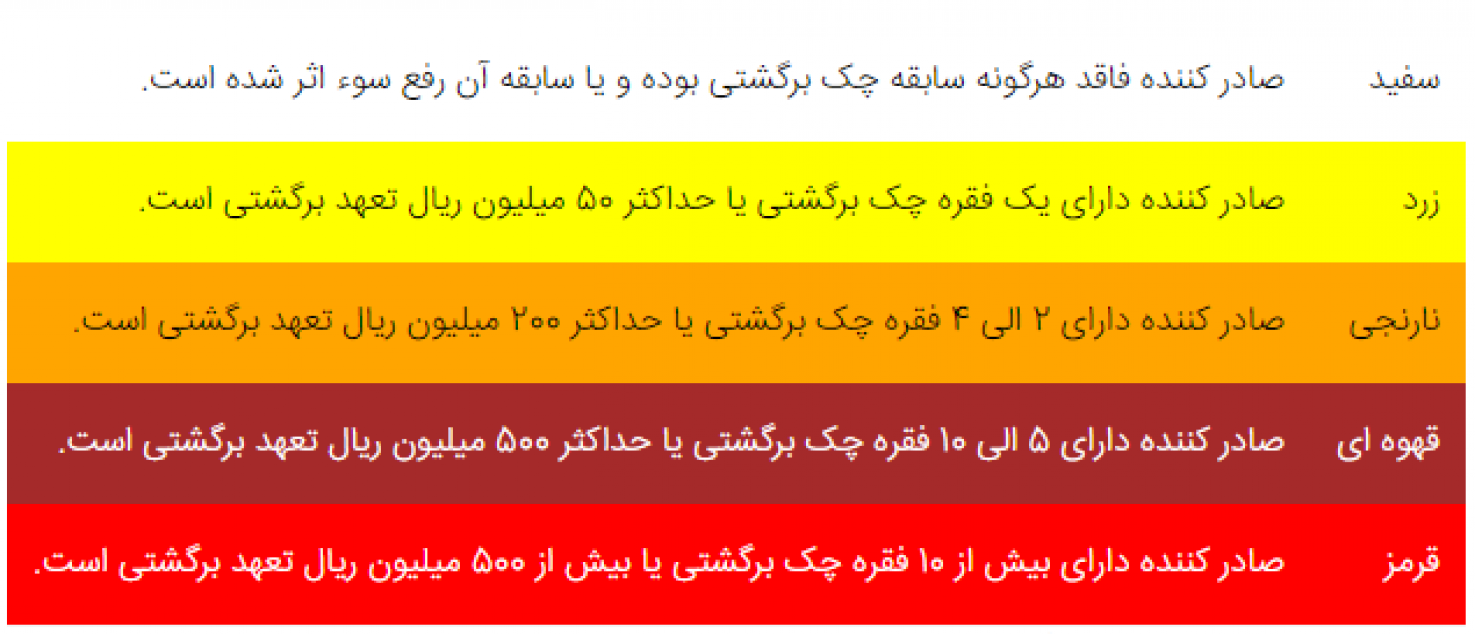 سفید صادر کننده فاقد هرگونه سابقه چک برگشتی بوده و یا سابقه آن رفع سوء اثر شده است.
زرد صادر کننده دارای یک فقره چک برگشتی یا حداکثر ۵۰ میلیون ریال تعهد برگشتی است.
نارنجی صادر کننده دارای ۲ الی ۴ فقره چک برگشتی یا حداکثر ۲۰۰ میلیون ریال تعهد برگشتی است.
قهوه ای صادر کننده دارای ۵ الی ۱۰ فقره چک برگشتی یا حداکثر ۵۰۰ میلیون ریال تعهد برگشتی است.
قرمز صادر کننده دارای بیش از ۱۰ فقره چک برگشتی یا بیش از ۵۰۰ میلیون ریال تعهد برگشتی است.